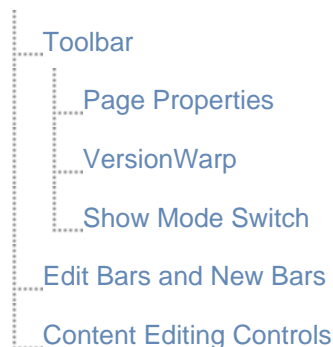 Toolbar
Page Properties
VersionWarp
Show Mode Switch
Edit Bars and New Bars
Content Editing Controls